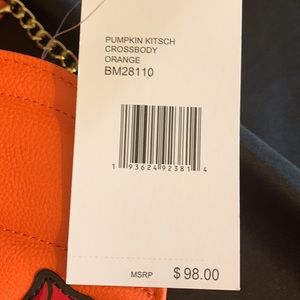 PUMPKIN KITSCH
CROSSBODY
ORANGE
BM28110
1 93624 92381 4
MSRP $ 98.00